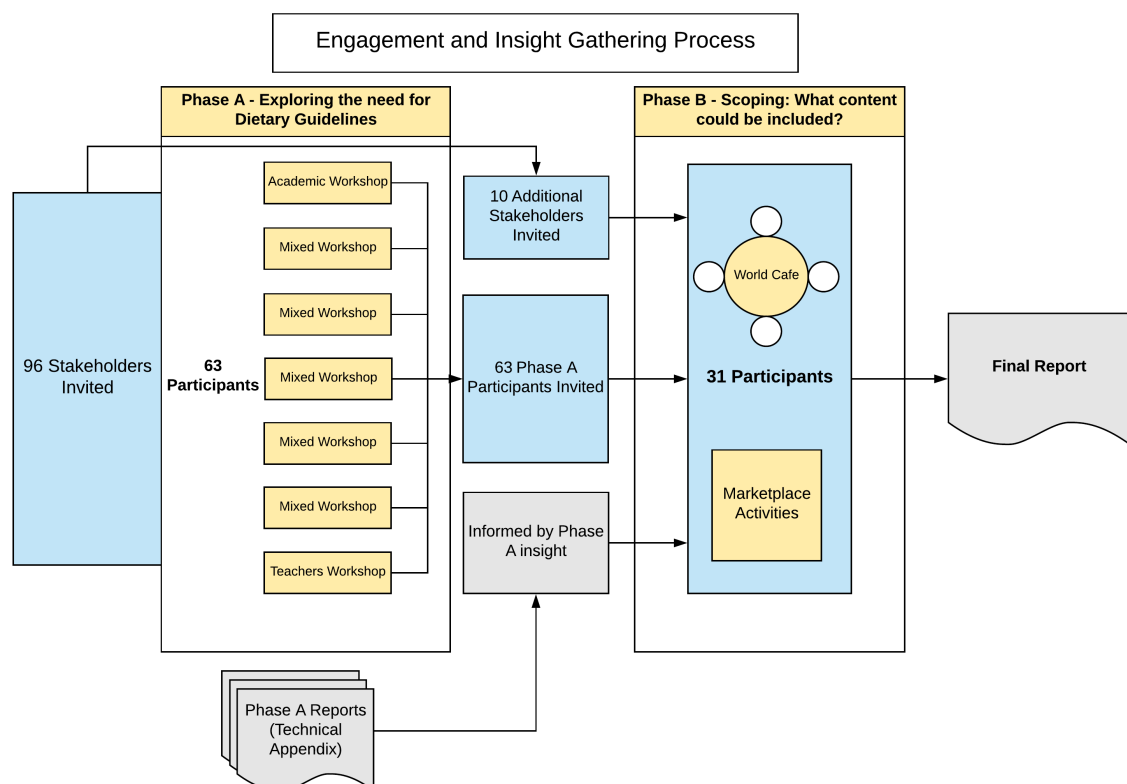 Engagement and Insight Gathering Process
Phase A - Exploring the need for
Dietary Guidelines
Phase B - Scoping: What content
could be included?
96 Stakeholders
Invited
63
Participants
Academic Workshop
Mixed Workshop
Mixed Workshop
Mixed Workshop
Mixed Workshop
Mixed Workshop
Teachers Workshop
10 Additional
Stakeholders
Invited
63 Phase A
Participants Invited
Informed by Phase
A insight
World Cafe
31 Participants
Marketplace
Activities
Final Report
Phase A Reports
(Technical
Appendix)